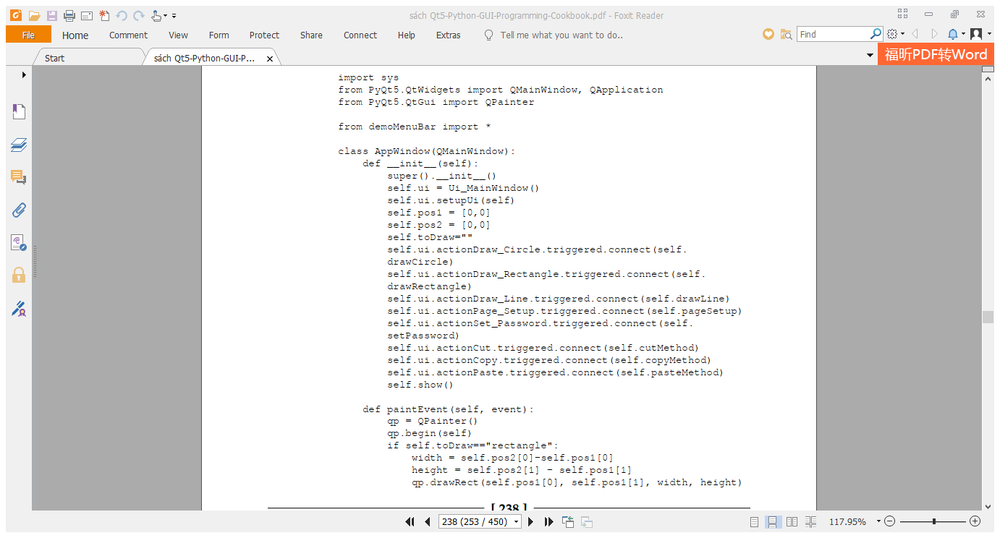 sách Qt5-Python-GUI-Programming-Cookbook.pdf - Foxit Reader
File Home Comment View Form Protect Share Connect Help Extras Tell me what you want to do.. Find
Start sách Qt5-Python-GUI-P... 福昕PDF转Word
import sys
from PyQt5.QtWidgets import QMainWindow, QApplication
from PyQt5.QtGui import QPainter
from demoMenuBar import *
class AppWindow(QMainWindow):
def __init__(self):
super().__init__()
self.ui = Ui_MainWindow()
self.ui.setupUi(self)
self.pos1 = [0,0]
self.pos2 = [0,0]
self.toDraw=""
self.ui.actionDraw_Circle.triggered.connect(self.
drawCircle)
self.ui.actionDraw_Rectangle.triggered.connect(self.
drawRectangle)
self.ui.actionDraw_Line.triggered.connect(self.drawLine)
self.ui.actionPage_Setup.triggered.connect(self.pageSetup)
self.ui.actionSet_Password.triggered.connect(self.
setPassword)
self.ui.actionCut.triggered.connect(self.cutMethod)
self.ui.actionCopy.triggered.connect(self.copyMethod)
self.ui.actionPaste.triggered.connect(self.pasteMethod)
self.show()
def paintEvent(self, event):
qp = QPainter()
qp.begin(self)
if self.toDraw=="rectangle":
width = self.pos2[0]-self.pos1[0]
height = self.pos2[1] - self.pos1[1]
qp.drawRect(self.pos1[0], self.pos1[1], width, height)
[ 238 ]
238 (253 / 450) 117.95%